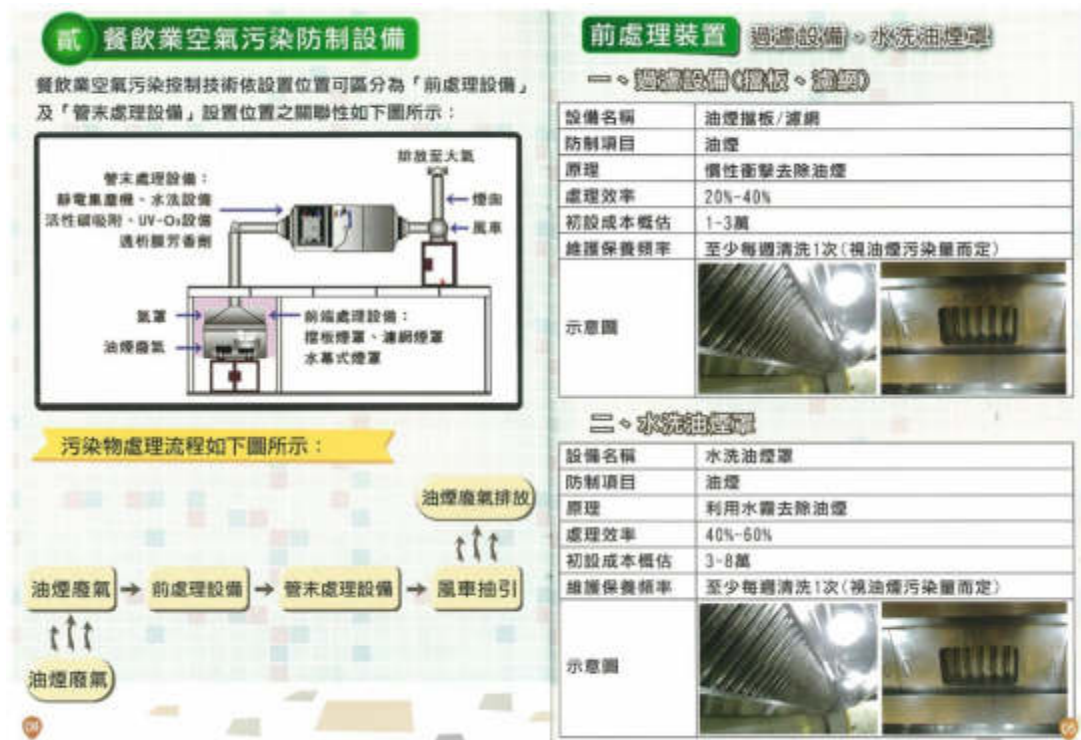 貳 餐飲業空氣污染防制設備
餐飲業空氣污染控制技術依設置位置可區分為「前處理設備」
及「管末處理設備」設置位置之關聯性如下圖所示：
排放至大氣
管末處理設備：
靜電集塵機、水洗設備
活性碳吸附、UV-O₃設備
透析膜芳香劑
煙囪
風車
氣罩
油煙廢氣
前端處理設備：
擋板煙罩、濾網煙罩
水幕式煙罩
污染物處理流程如下圖所示：
油煙廢氣排放
油煙廢氣
前處理設備
管末處理設備
風車抽引
油煙廢氣
前處理裝置 過濾設備、水洗油煙罩
一、過濾設備(擋板、濾網)
設備名稱 油煙擋板/濾網
防制項目 油煙
原理 慣性衝擊去除油煙
處理效率 20%-40%
初設成本概估 1-3萬
維護保養頻率 至少每週清洗1次(視油煙污染量而定)
示意圖
二、水洗油煙罩
設備名稱 水洗油煙罩
防制項目 油煙
原理 利用水霧去除油煙
處理效率 40%-60%
初設成本概估 3-8萬
維護保養頻率 至少每週清洗1次(視油煙污染量而定)
示意圖